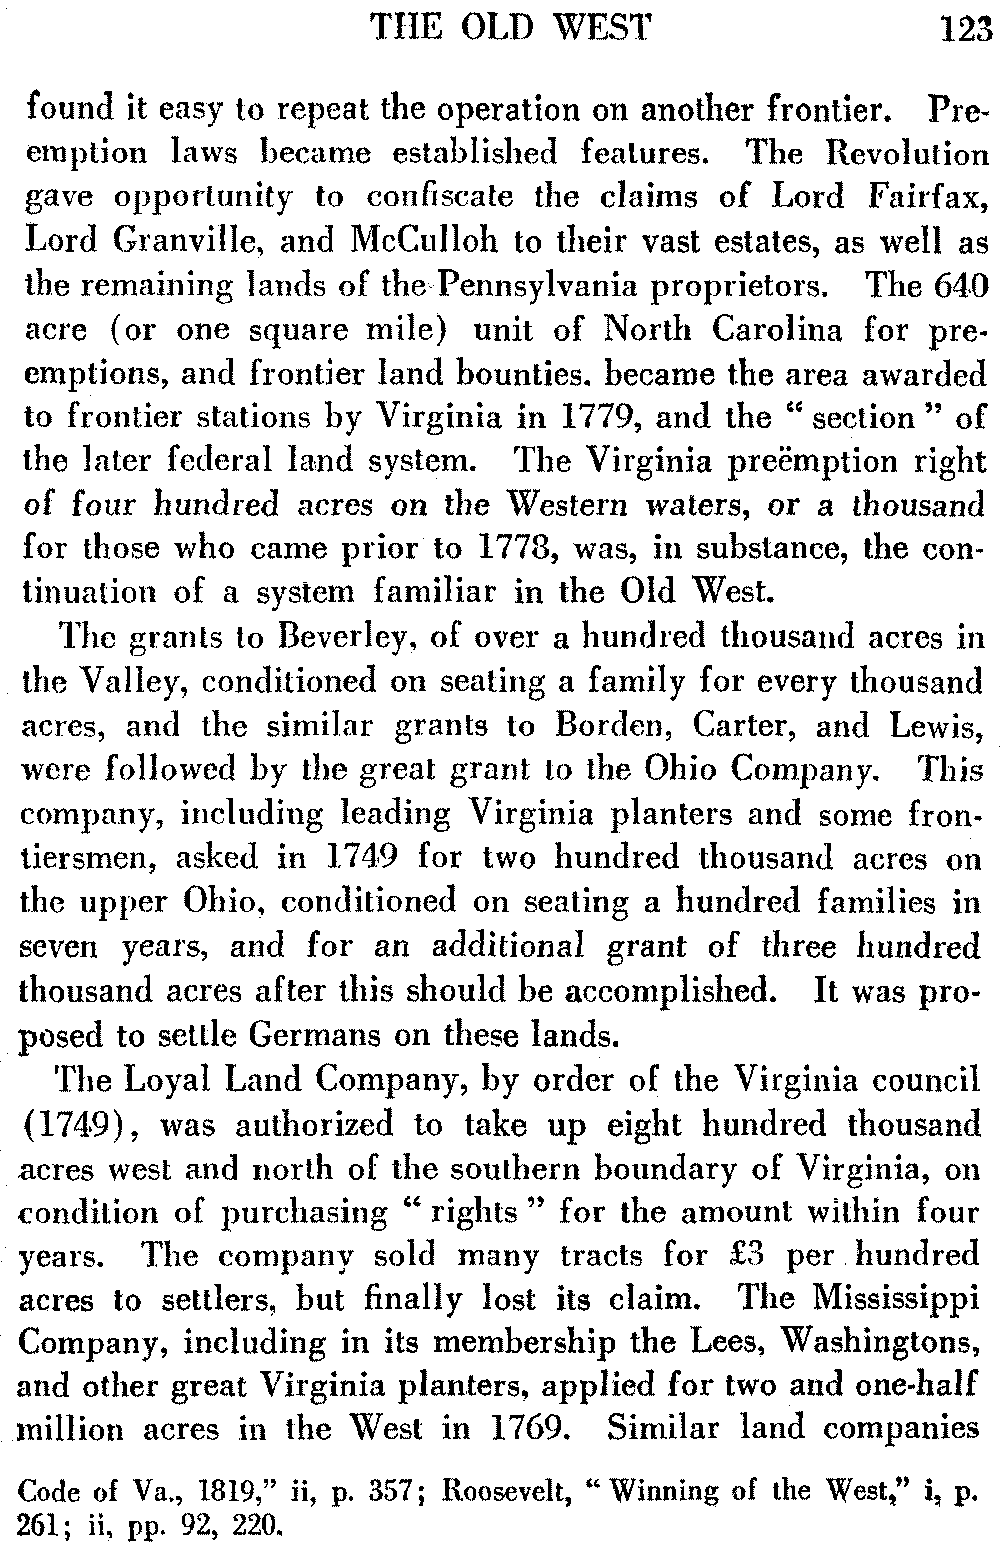 THE OLD WEST 123
found it easy to repeat the operation on another frontier. Pre-
emption laws became established features. The Revolution
gave opportunity to confiscate the claims of Lord Fairfax,
Lord Granville, and McCulloh to their vast estates, as well as
the remaining lands of the Pennsylvania proprietors. The 640
acre (or one square mile) unit of North Carolina for pre-
emptions, and frontier land bounties, became the area awarded
to frontier stations by Virginia in 1779, and the “ section ” of
the later federal land system. The Virginia preëmption right
of four hundred acres on the Western waters, or a thousand
for those who came prior to 1778, was, in substance, the con-
tinuation of a system familiar in the Old West.
The grants to Beverley, of over a hundred thousand acres in
the Valley, conditioned on seating a family for every thousand
acres, and the similar grants to Borden, Carter, and Lewis,
were followed by the great grant to the Ohio Company. This
company, including leading Virginia planters and some fron-
tiersmen, asked in 1749 for two hundred thousand acres on
the upper Ohio, conditioned on seating a hundred families in
seven years, and for an additional grant of three hundred
thousand acres after this should be accomplished. It was pro-
posed to settle Germans on these lands.
The Loyal Land Company, by order of the Virginia council
(1749), was authorized to take up eight hundred thousand
acres west and north of the southern boundary of Virginia, on
condition of purchasing “ rights ” for the amount within four
years. The company sold many tracts for £3 per hundred
acres to settlers, but finally lost its claim. The Mississippi
Company, including in its membership the Lees, Washingtons,
and other great Virginia planters, applied for two and one-half
million acres in the West in 1769. Similar land companies
Code of Va., 1819,” ii, p. 357; Roosevelt, “ Winning of the West,” i, p.
261; ii, pp. 92, 220.